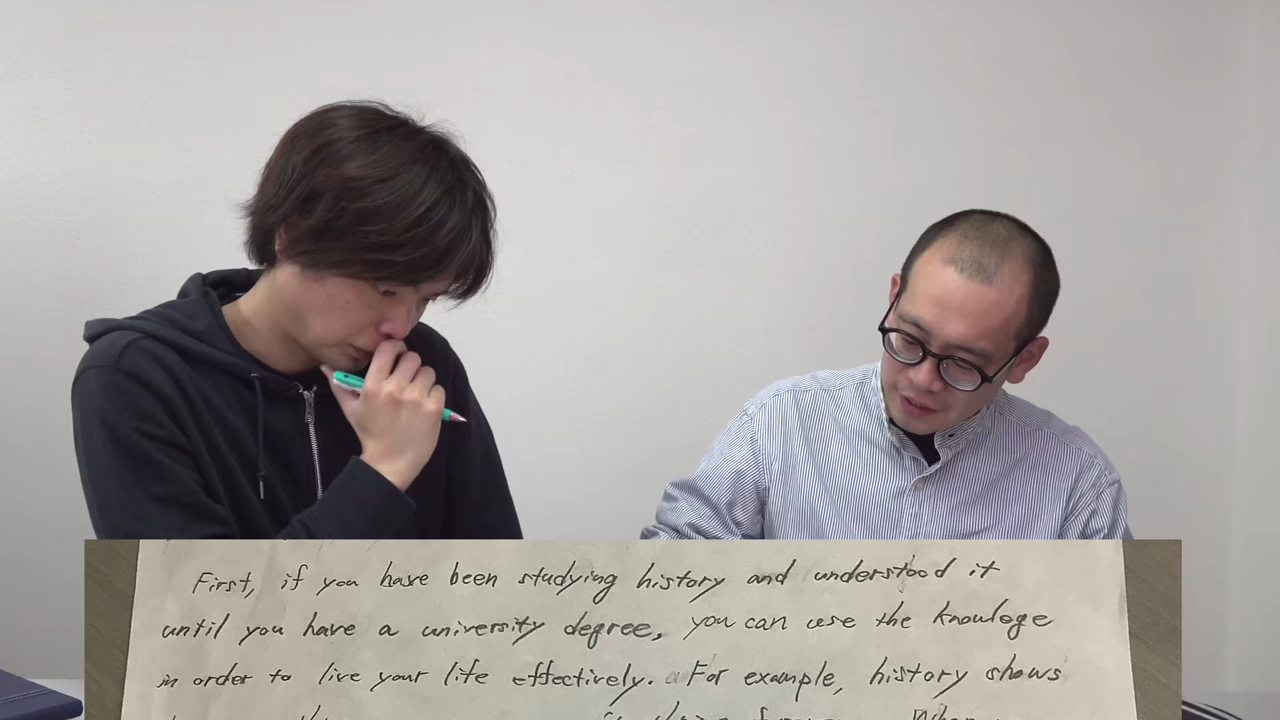 First, if you have been studying history and understood it
until you have a university degree, you can use the knowloge
in order to live your life effectively. For example, history shows